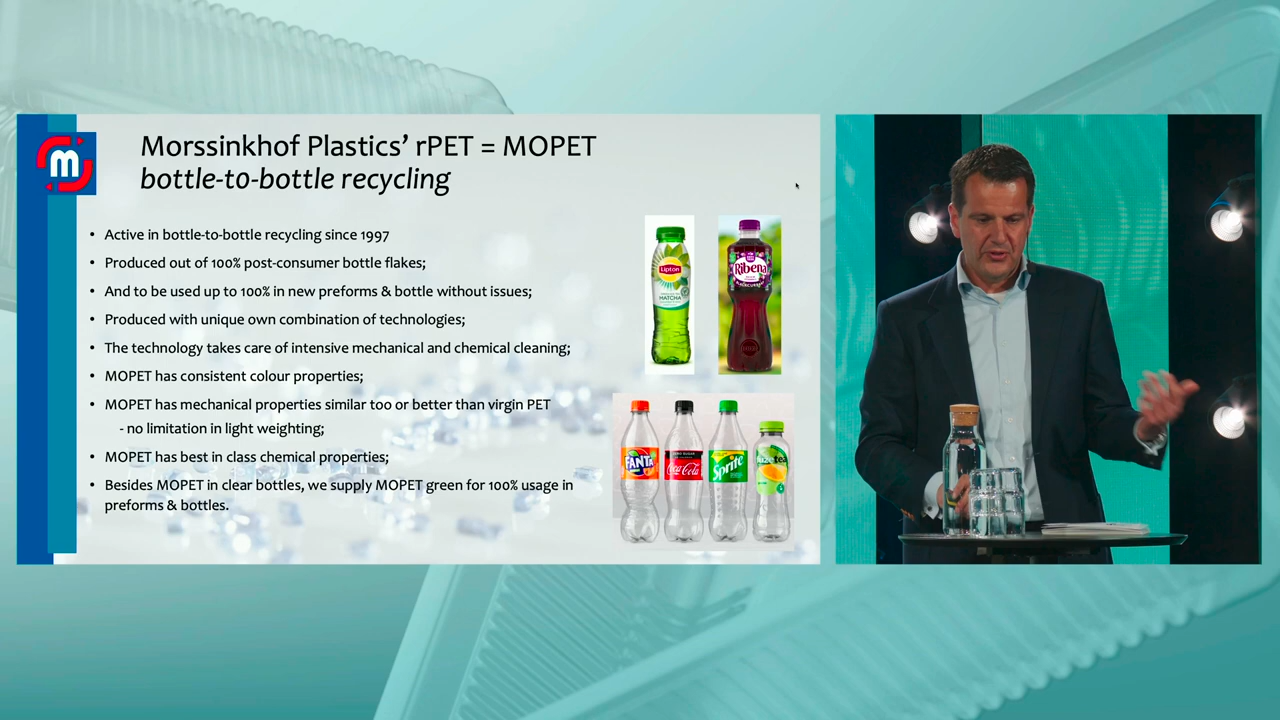 m
Morssinkhof Plastics’ rPET = MOPET
bottle-to-bottle recycling
• Active in bottle-to-bottle recycling since 1997
• Produced out of 100% post-consumer bottle flakes;
• And to be used up to 100% in new preforms & bottle without issues;
• Produced with unique own combination of technologies;
• The technology takes care of intensive mechanical and chemical cleaning;
• MOPET has consistent colour properties;
• MOPET has mechanical properties similar too or better than virgin PET
- no limitation in light weighting;
• MOPET has best in class chemical properties;
• Besides MOPET in clear bottles, we supply MOPET green for 100% usage in
preforms & bottles.
Lipton
MATCHA
Ribena
FANTA
Coca-Cola
Sprite
fuze tea